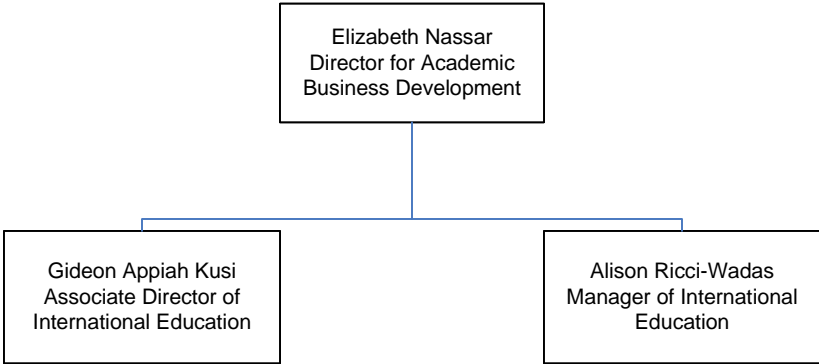 Elizabeth Nassar
Director for Academic
Business Development
Gideon Appiah Kusi
Associate Director of
International Education
Alison Ricci-Wadas
Manager of International
Education